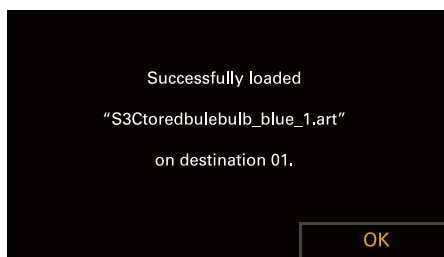 Successfully loaded
“S3Ctoredbulebulb_blue_1.art”
on destination 01.
OK